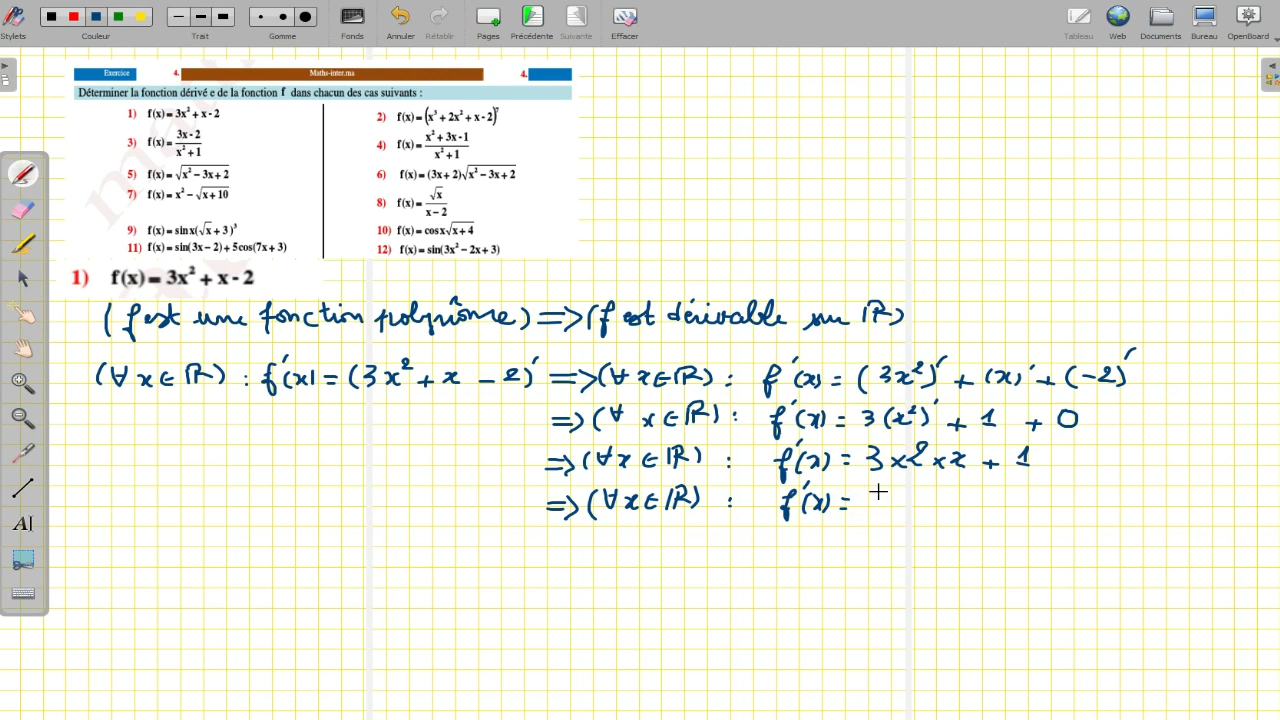 Stylets Couleur Trait Gomme Fonds Annuler Rétablir Pages Précédente Suivante Effacer Tableau Web Documents Bureau OpenBoard
Exercice 4. Maths-inter.ma 4.
Déterminer la fonction dérivé e de la fonction f dans chacun des cas suivants :
1) f(x) = 3x² + x - 2
2) f(x) = (x³ + 2x² + x - 2)⁷
3) f(x) = (3x - 2)/(x² + 1)
4) f(x) = (x² + 3x - 1)/(x² + 1)
5) f(x) = √(x² − 3x + 2)
6) f(x) = (3x + 2)√(x² − 3x + 2)
7) f(x) = x² − √(x + 10)
8) f(x) = √x/(x − 2)
9) f(x) = sin x(√x + 3)³
10) f(x) = cos x√(x + 4)
11) f(x) = sin(3x − 2) + 5cos(7x + 3)
12) f(x) = sin(3x² − 2x + 3)
1) f(x) = 3x² + x - 2
(f est une fonction polynôme) => (f est dérivable sur ℝ)
(∀ x ∈ ℝ) : f'(x) = (3x² + x - 2)' => (∀ x ∈ ℝ) : f'(x) = (3x²)' + (x)' + (-2)'
=> (∀ x ∈ ℝ) : f'(x) = 3(x²)' + 1 + 0
=> (∀ x ∈ ℝ) : f'(x) = 3 × 2 × x + 1
=> (∀ x ∈ ℝ) : f'(x) =